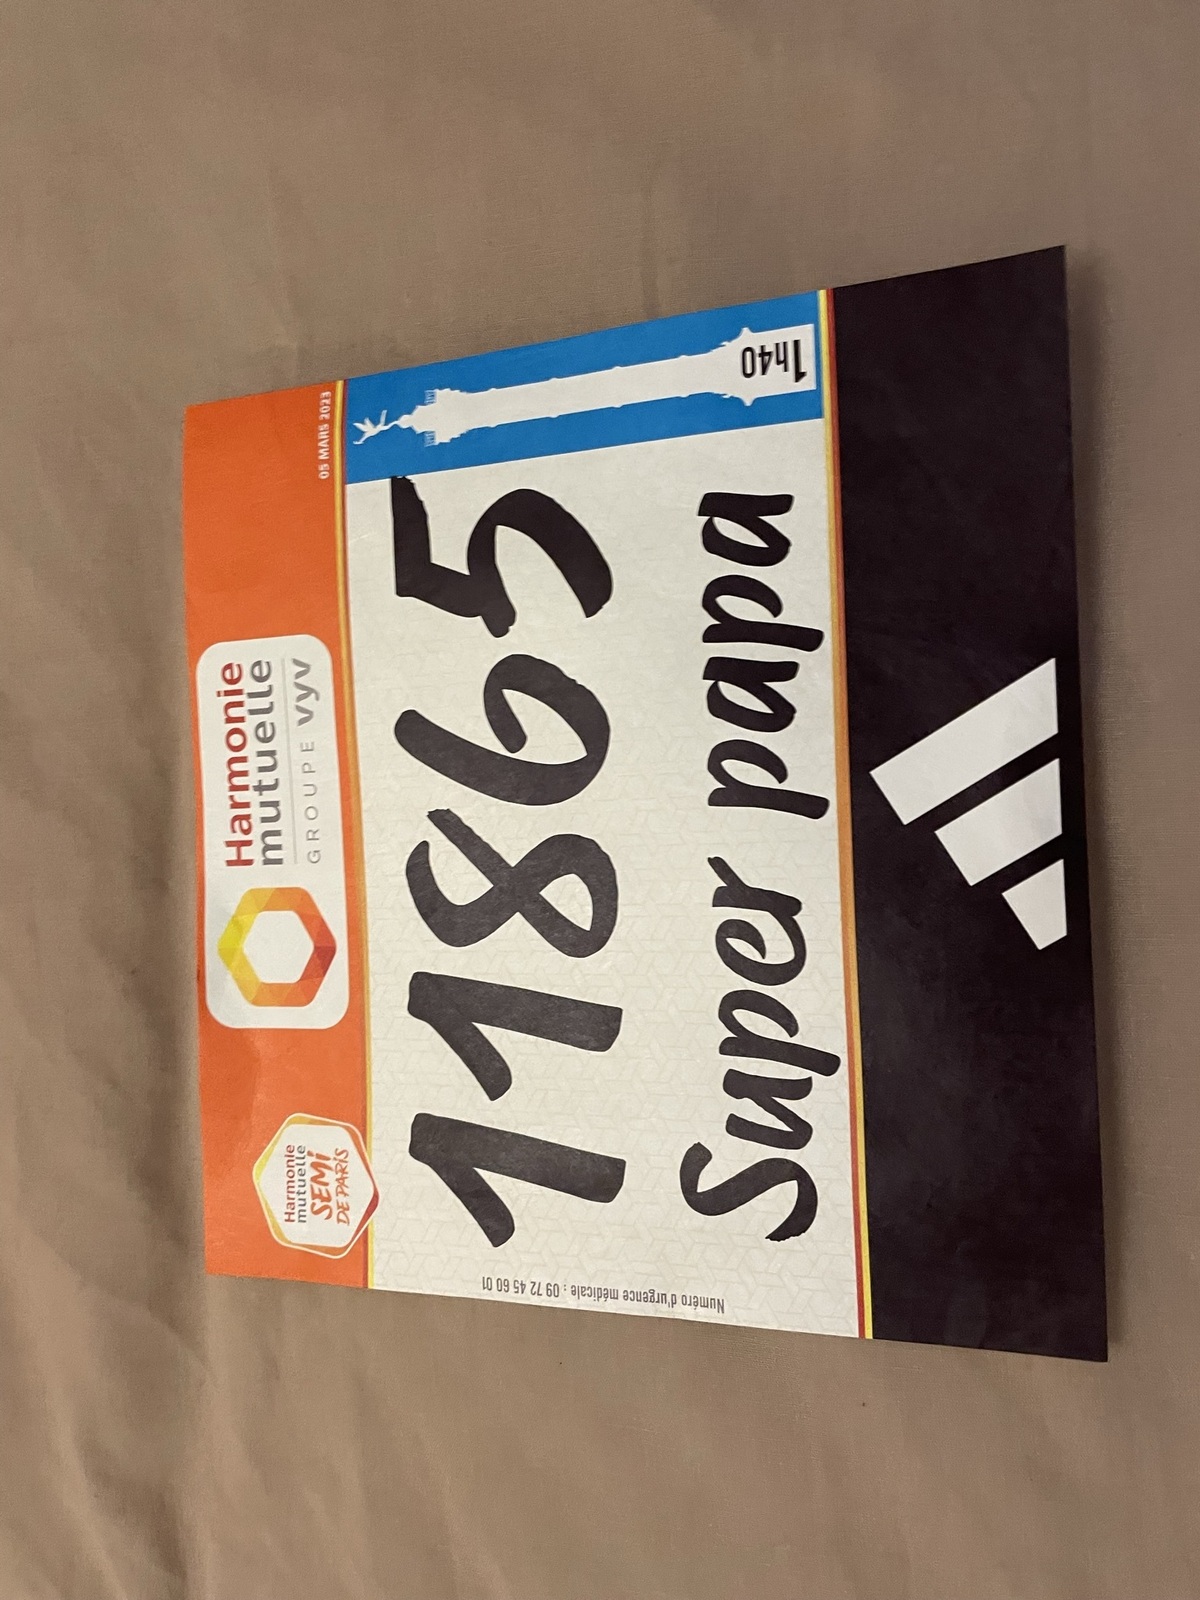 Harmonie
mutuelle
SEMI
DE PARIS
Harmonie
mutuelle
GROUPE vyv
05 MARS 2023
11865
Super papa
1h40
Numéro d'urgence médicale : 09 72 45 60 01